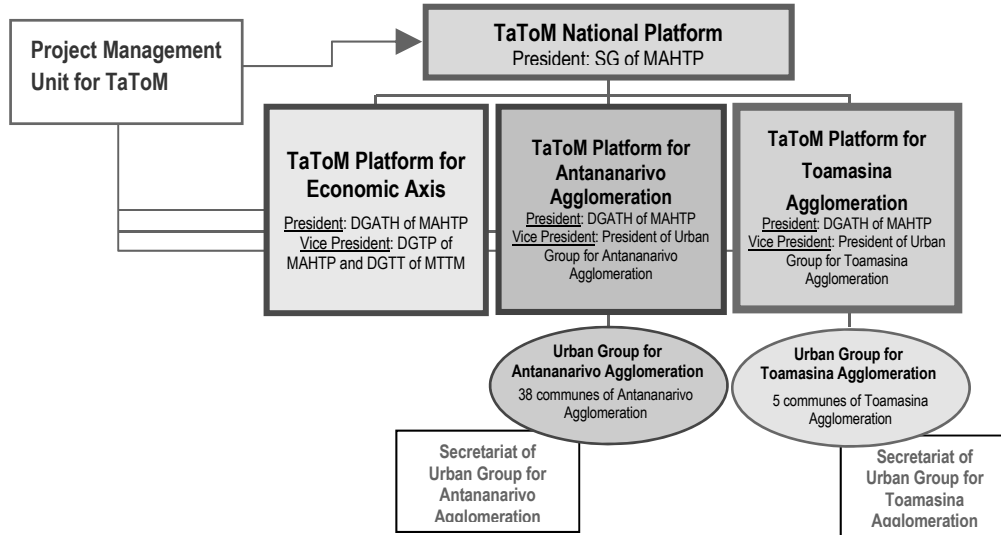 Project Management
Unit for TaToM
TaToM National Platform
President: SG of MAHTP
TaToM Platform for
Economic Axis
President: DGATH of MAHTP
Vice President: DGTP of
MAHTP and DGTT of MTTM
TaToM Platform for
Antananarivo
Agglomeration
President: DGATH of MAHTP
Vice President: President of Urban
Group for Antananarivo
Agglomeration
TaToM Platform for
Toamasina
Agglomeration
President: DGATH of MAHTP
Vice President: President of Urban
Group for Toamasina
Agglomeration
Urban Group for
Antananarivo Agglomeration
38 communes of Antananarivo
Agglomeration
Urban Group for
Toamasina Agglomeration
5 communes of Toamasina
Agglomeration
Secretariat of
Urban Group for
Antananarivo
Agglomeration
Secretariat of
Urban Group for
Toamasina
Agglomeration